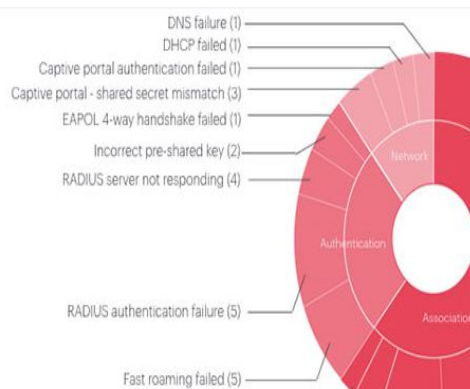 DNS failure (1)
DHCP failed (1)
Captive portal authentication failed (1)
Captive portal - shared secret mismatch (3)
EAPOL 4-way handshake failed (1)
Incorrect pre-shared key (2)
RADIUS server not responding (4)
RADIUS authentication failure (5)
Fast roaming failed (5)
Network
Authentication
Association